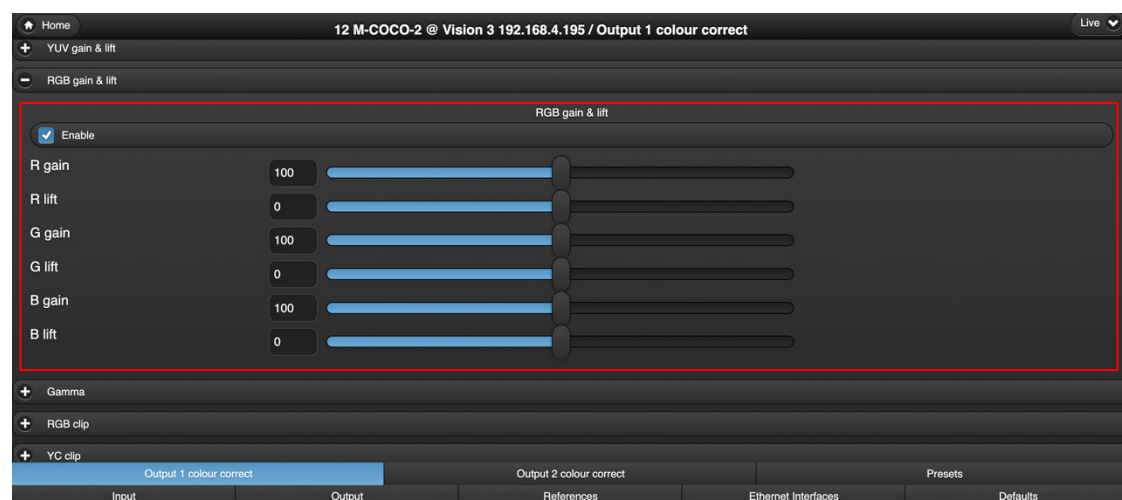 Home
12 M-COCO-2 @ Vision 3 192.168.4.195 / Output 1 colour correct
Live
YUV gain & lift
RGB gain & lift
RGB gain & lift
Enable
R gain 100
R lift 0
G gain 100
G lift 0
B gain 100
B lift 0
Gamma
RGB clip
YC clip
Output 1 colour correct Output 2 colour correct Presets
Input Output References Ethernet Interfaces Defaults